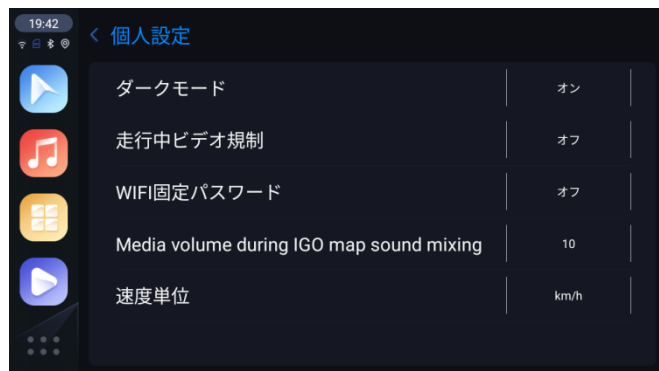 19:42
個人設定
ダークモード
オン
走行中ビデオ規制
オフ
WIFI固定パスワード
オフ
Media volume during IGO map sound mixing
10
速度単位
km/h